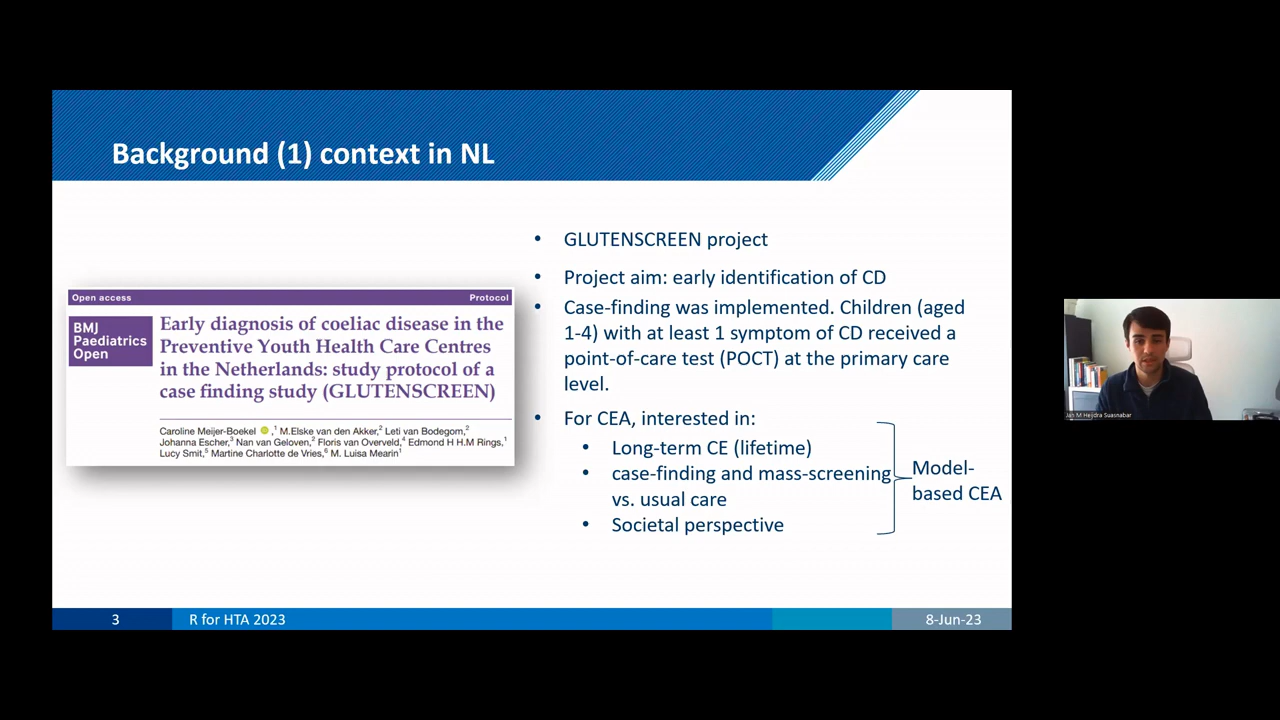 Background (1) context in NL
Open access
Protocol
BMJ
Paediatrics
Open
Early diagnosis of coeliac disease in the
Preventive Youth Health Care Centres
in the Netherlands: study protocol of a
case finding study (GLUTENSCREEN)
Caroline Meijer-Boekel ,¹ M.Elske van den Akker,² Leti van Bodegom,²
Johanna Escher,³ Nan van Geloven,² Floris van Overveld,⁴ Edmond H H.M Rings,¹
Lucy Smit,⁵ Martine Charlotte de Vries,⁶ M. Luisa Mearin¹
• GLUTENSCREEN project
• Project aim: early identification of CD
• Case-finding was implemented. Children (aged
1-4) with at least 1 symptom of CD received a
point-of-care test (POCT) at the primary care
level.
• For CEA, interested in:
• Long-term CE (lifetime)
• case-finding and mass-screening
vs. usual care
• Societal perspective
Model-
based CEA
3
R for HTA 2023
8-Jun-23
Jan M Heijdra Suasnabar